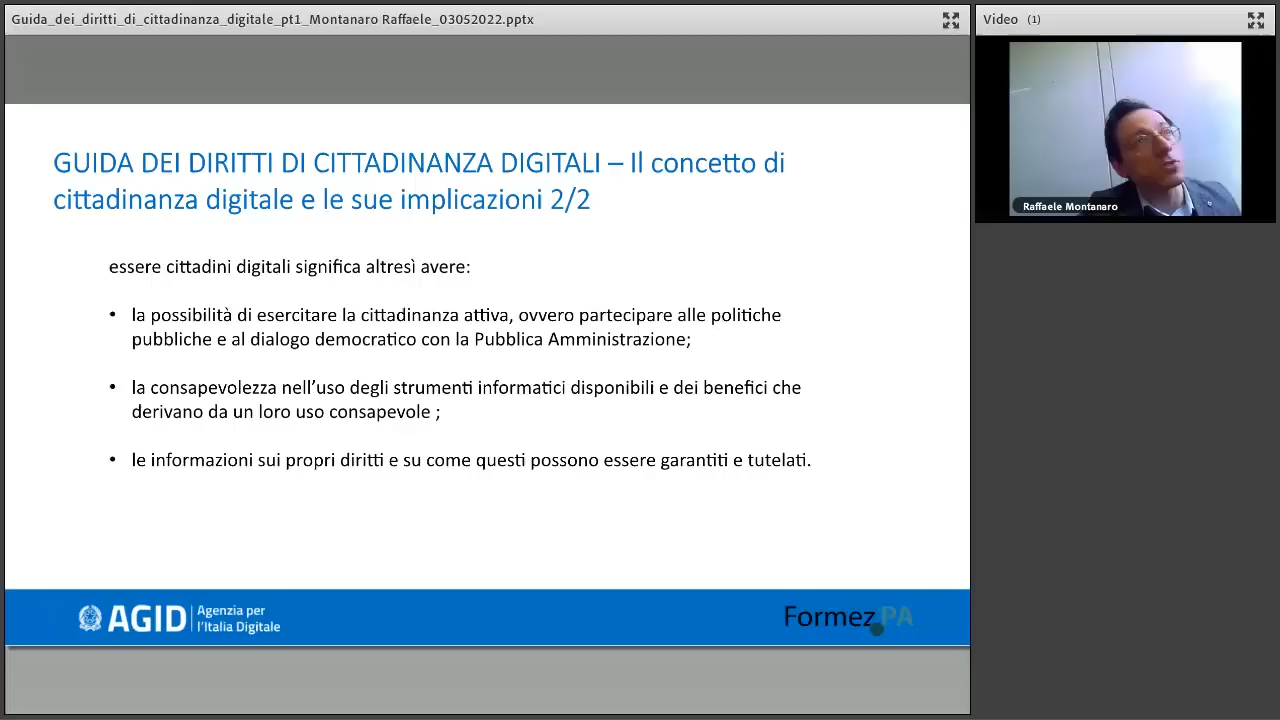 Guida_dei_diritti_di_cittadinanza_digitale_pt1_Montanaro Raffaele_03052022.pptx
Video (1)
Raffaele Montanaro
GUIDA DEI DIRITTI DI CITTADINANZA DIGITALI – Il concetto di
cittadinanza digitale e le sue implicazioni 2/2
essere cittadini digitali significa altresì avere:
• la possibilità di esercitare la cittadinanza attiva, ovvero partecipare alle politiche
pubbliche e al dialogo democratico con la Pubblica Amministrazione;
• la consapevolezza nell’uso degli strumenti informatici disponibili e dei benefici che
derivano da un loro uso consapevole ;
• le informazioni sui propri diritti e su come questi possono essere garantiti e tutelati.
AGID
Agenzia per
l’Italia Digitale
Formez PA